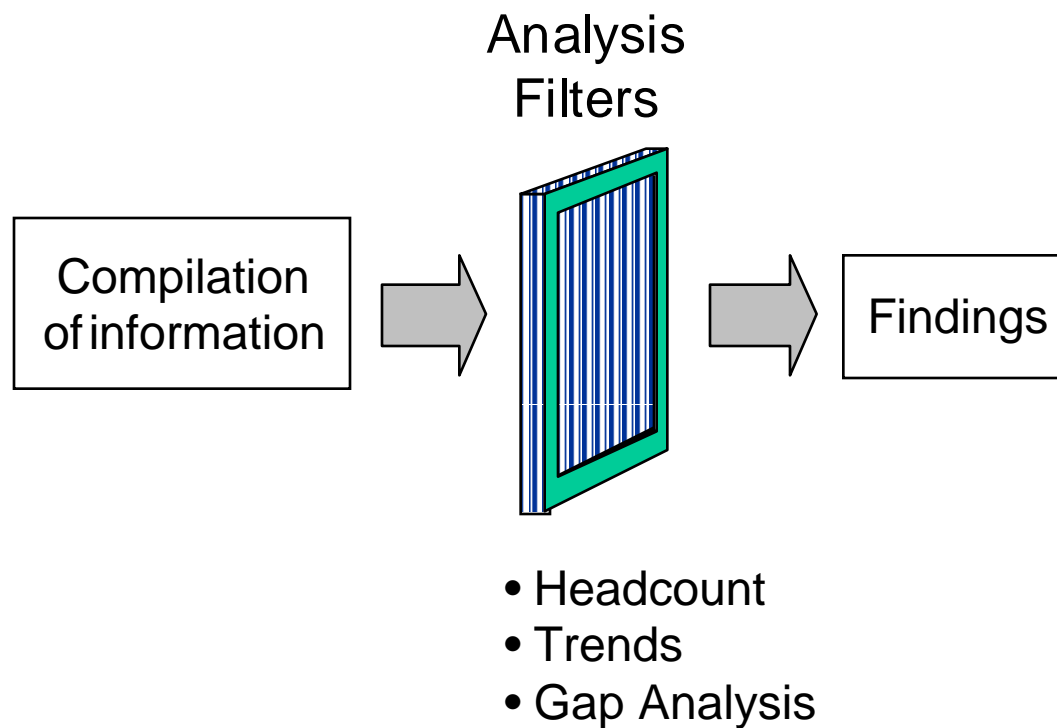 Analysis
Filters
Compilation
of information
Findings
• Headcount
• Trends
• Gap Analysis